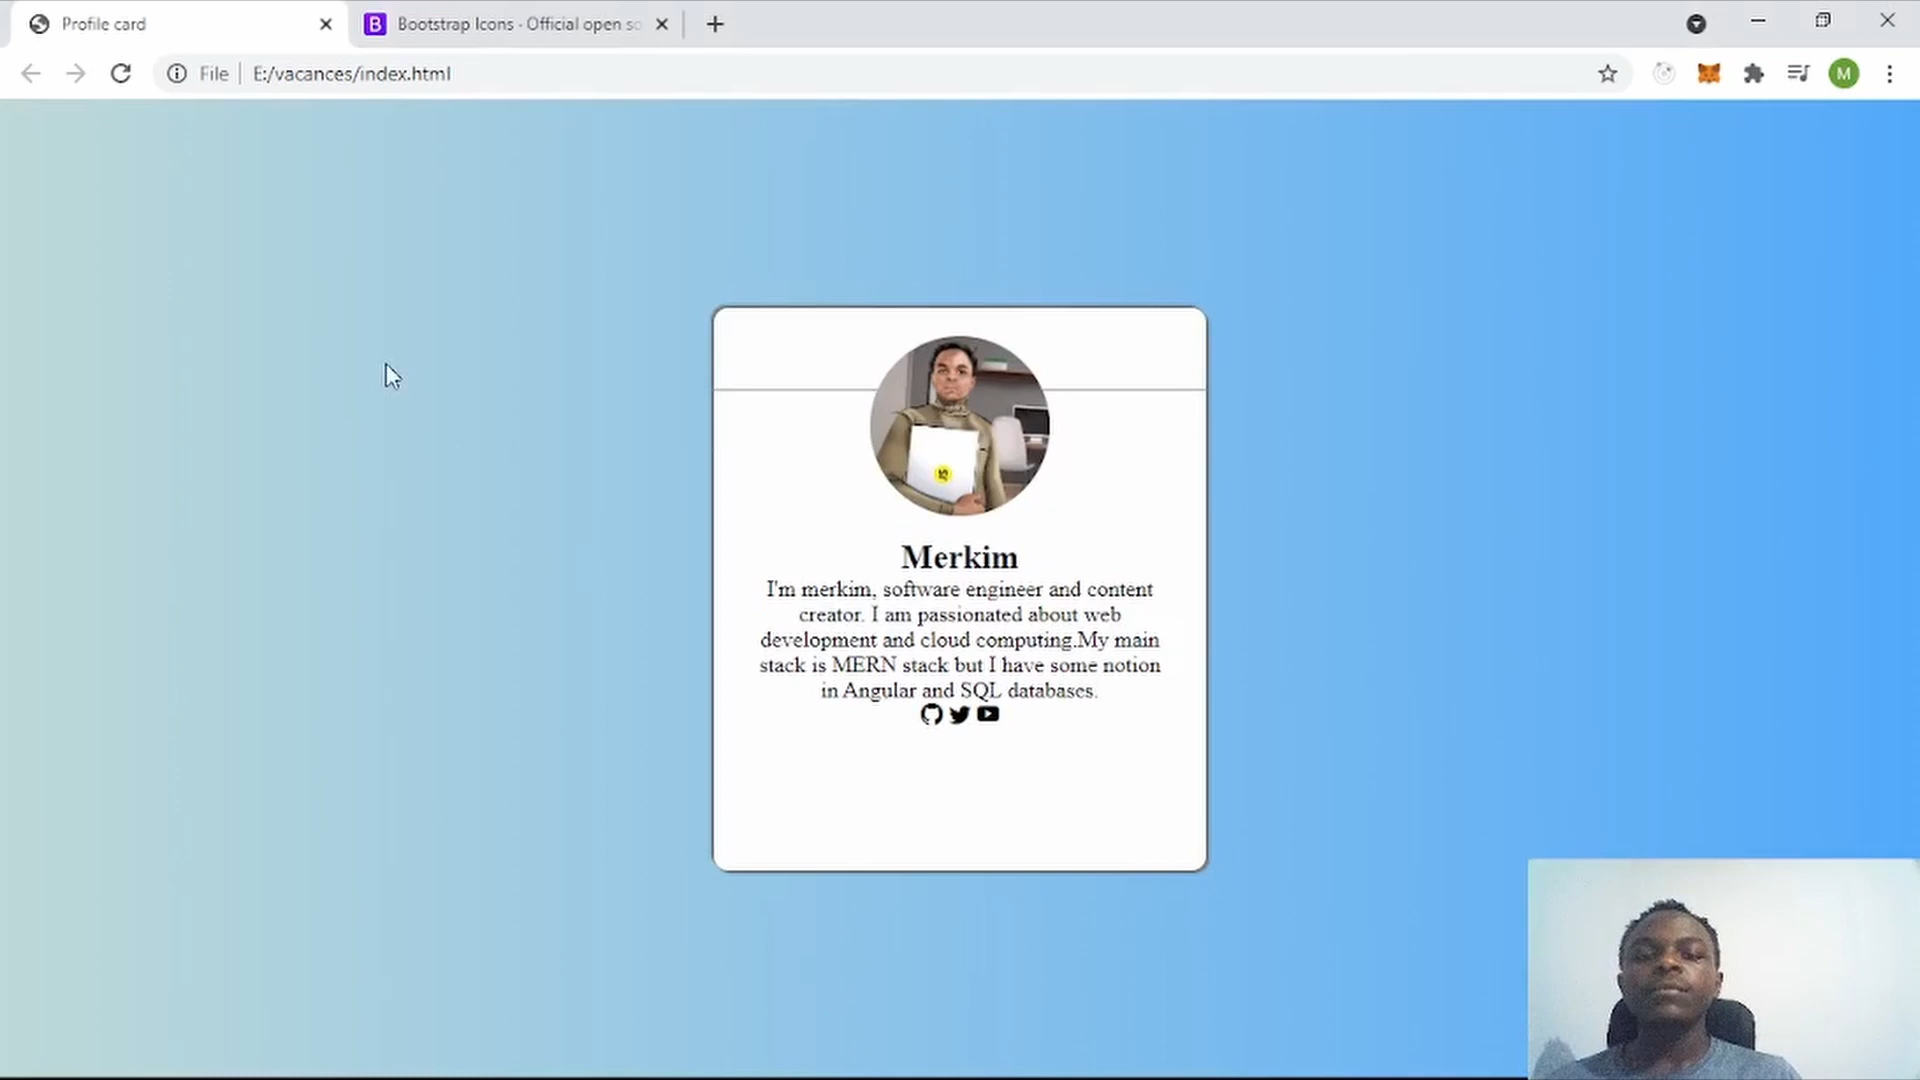 Profile card
Bootstrap Icons - Official open so
File
E:/vacances/index.html
M
Merkim
I'm merkim, software engineer and content
creator. I am passionated about web
development and cloud computing.My main
stack is MERN stack but I have some notion
in Angular and SQL databases.